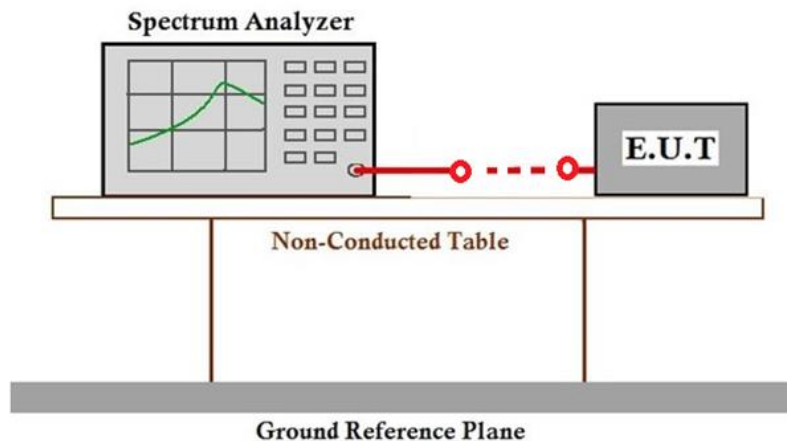 Spectrum Analyzer
E.U.T
Non-Conducted Table
Ground Reference Plane